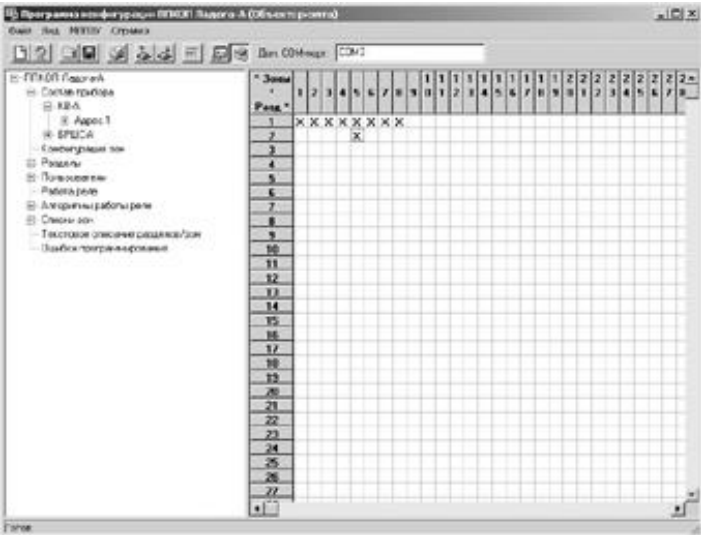 Программа конфигурации ППКОП Ладога-А (Объект: рента)
Файл Вид МПППУ Справка
Доп. COM-порт: COM3
ППКОП Ладога-А
Состав прибора
КВ-А
Адрес 1
БРШС-А
Конфигурация зон
Разделы
Пользователи
Работа реле
Алгоритмы работы реле
Списки зон
Текстовое описание разделов/зон
Ошибки программирования
" Зоны
1 2 3 4 5 6 7 8 9 10 11 12 13 14 15 16 17 18 19 20 21 22 23 24 25 26 27 28
Разд. "
1 X X X X X X X X
2 X
3
4
5
6
7
8
9
10
11
12
13
14
15
16
17
18
19
20
21
22
23
24
25
26
27
Готов